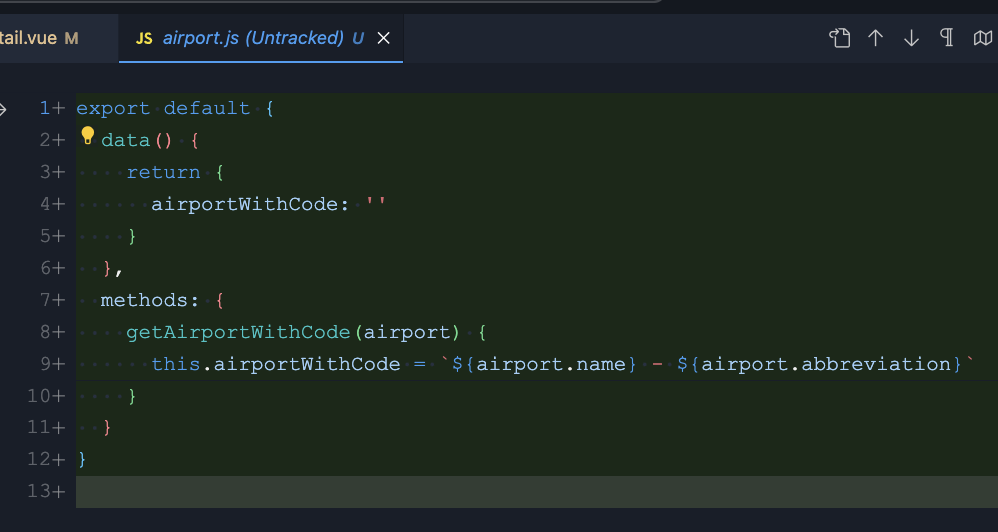 tail.vue M
JS airport.js (Untracked) U
1+ export default {
2+   data() {
3+     return {
4+       airportWithCode: ''
5+     }
6+   },
7+   methods: {
8+     getAirportWithCode(airport) {
9+       this.airportWithCode = `${airport.name} - ${airport.abbreviation}`
10+     }
11+   }
12+ }
13+